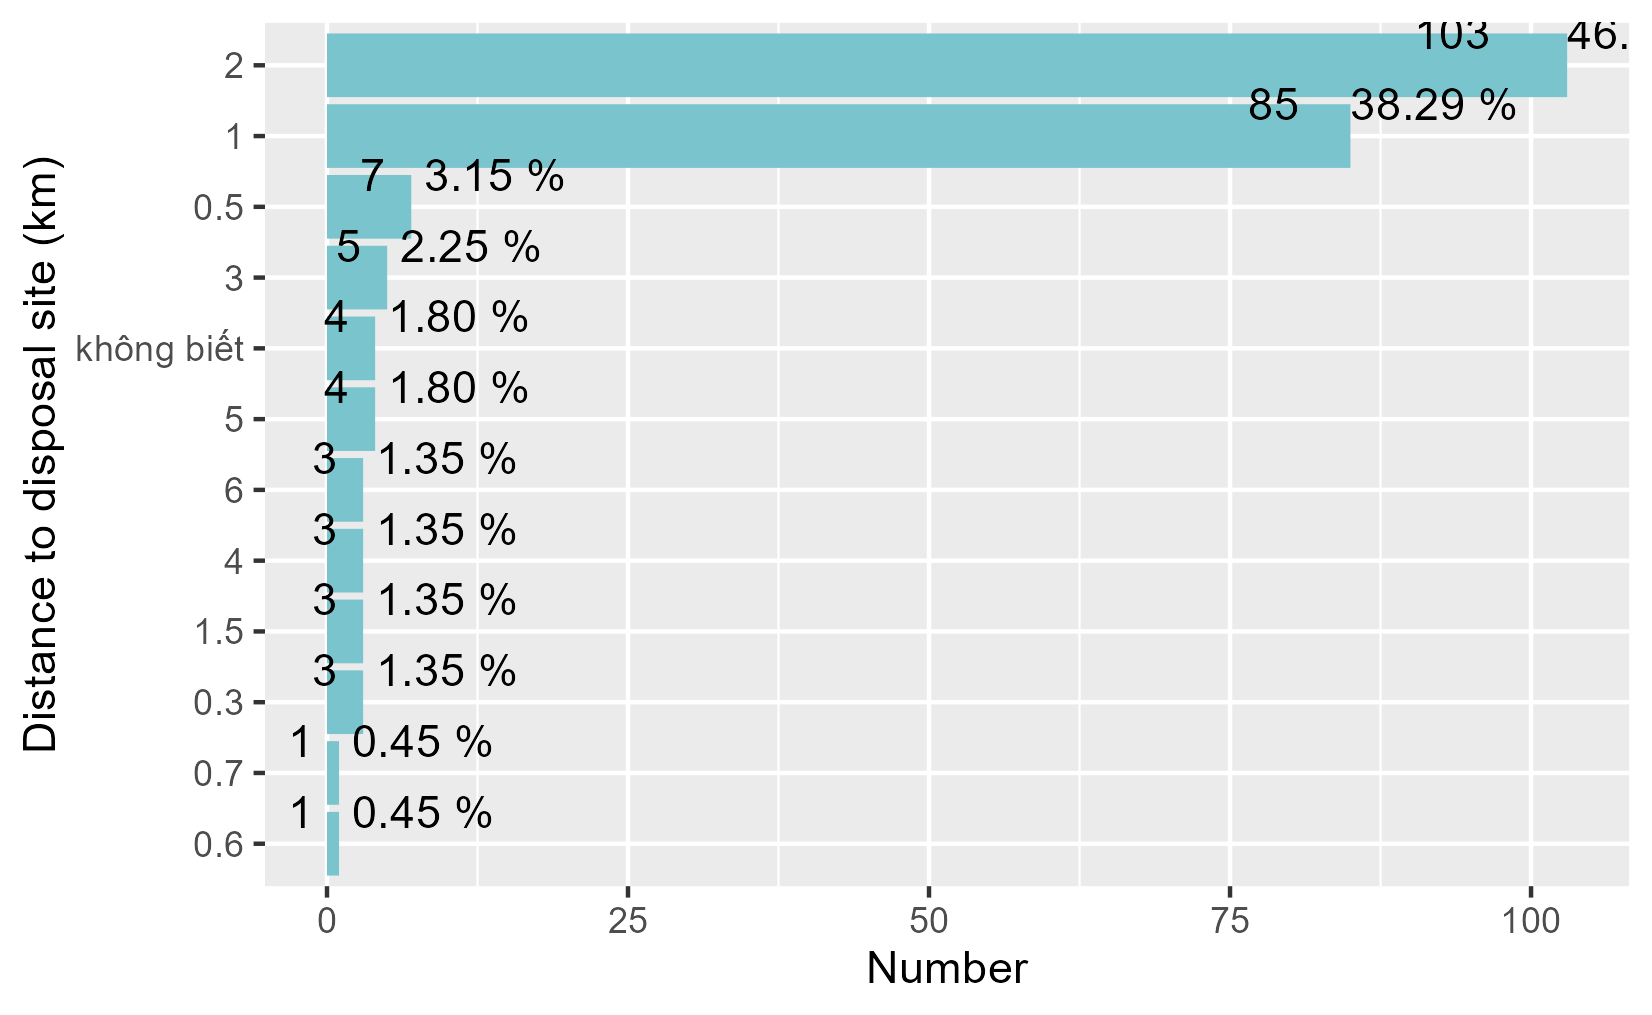 103 46.
2
85 38.29 %
1
7 3.15 %
0.5
5 2.25 %
3
4 1.80 %
không biết
4 1.80 %
5
3 1.35 %
6
3 1.35 %
4
3 1.35 %
1.5
3 1.35 %
0.3
1 0.45 %
0.7
1 0.45 %
0.6
0 25 50 75 100
Number
Distance to disposal site (km)